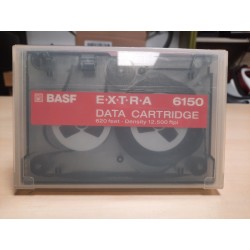 BASF E·X·T·R·A 6150
DATA CARTRIDGE
620 feet - Density 12,500 ftpi